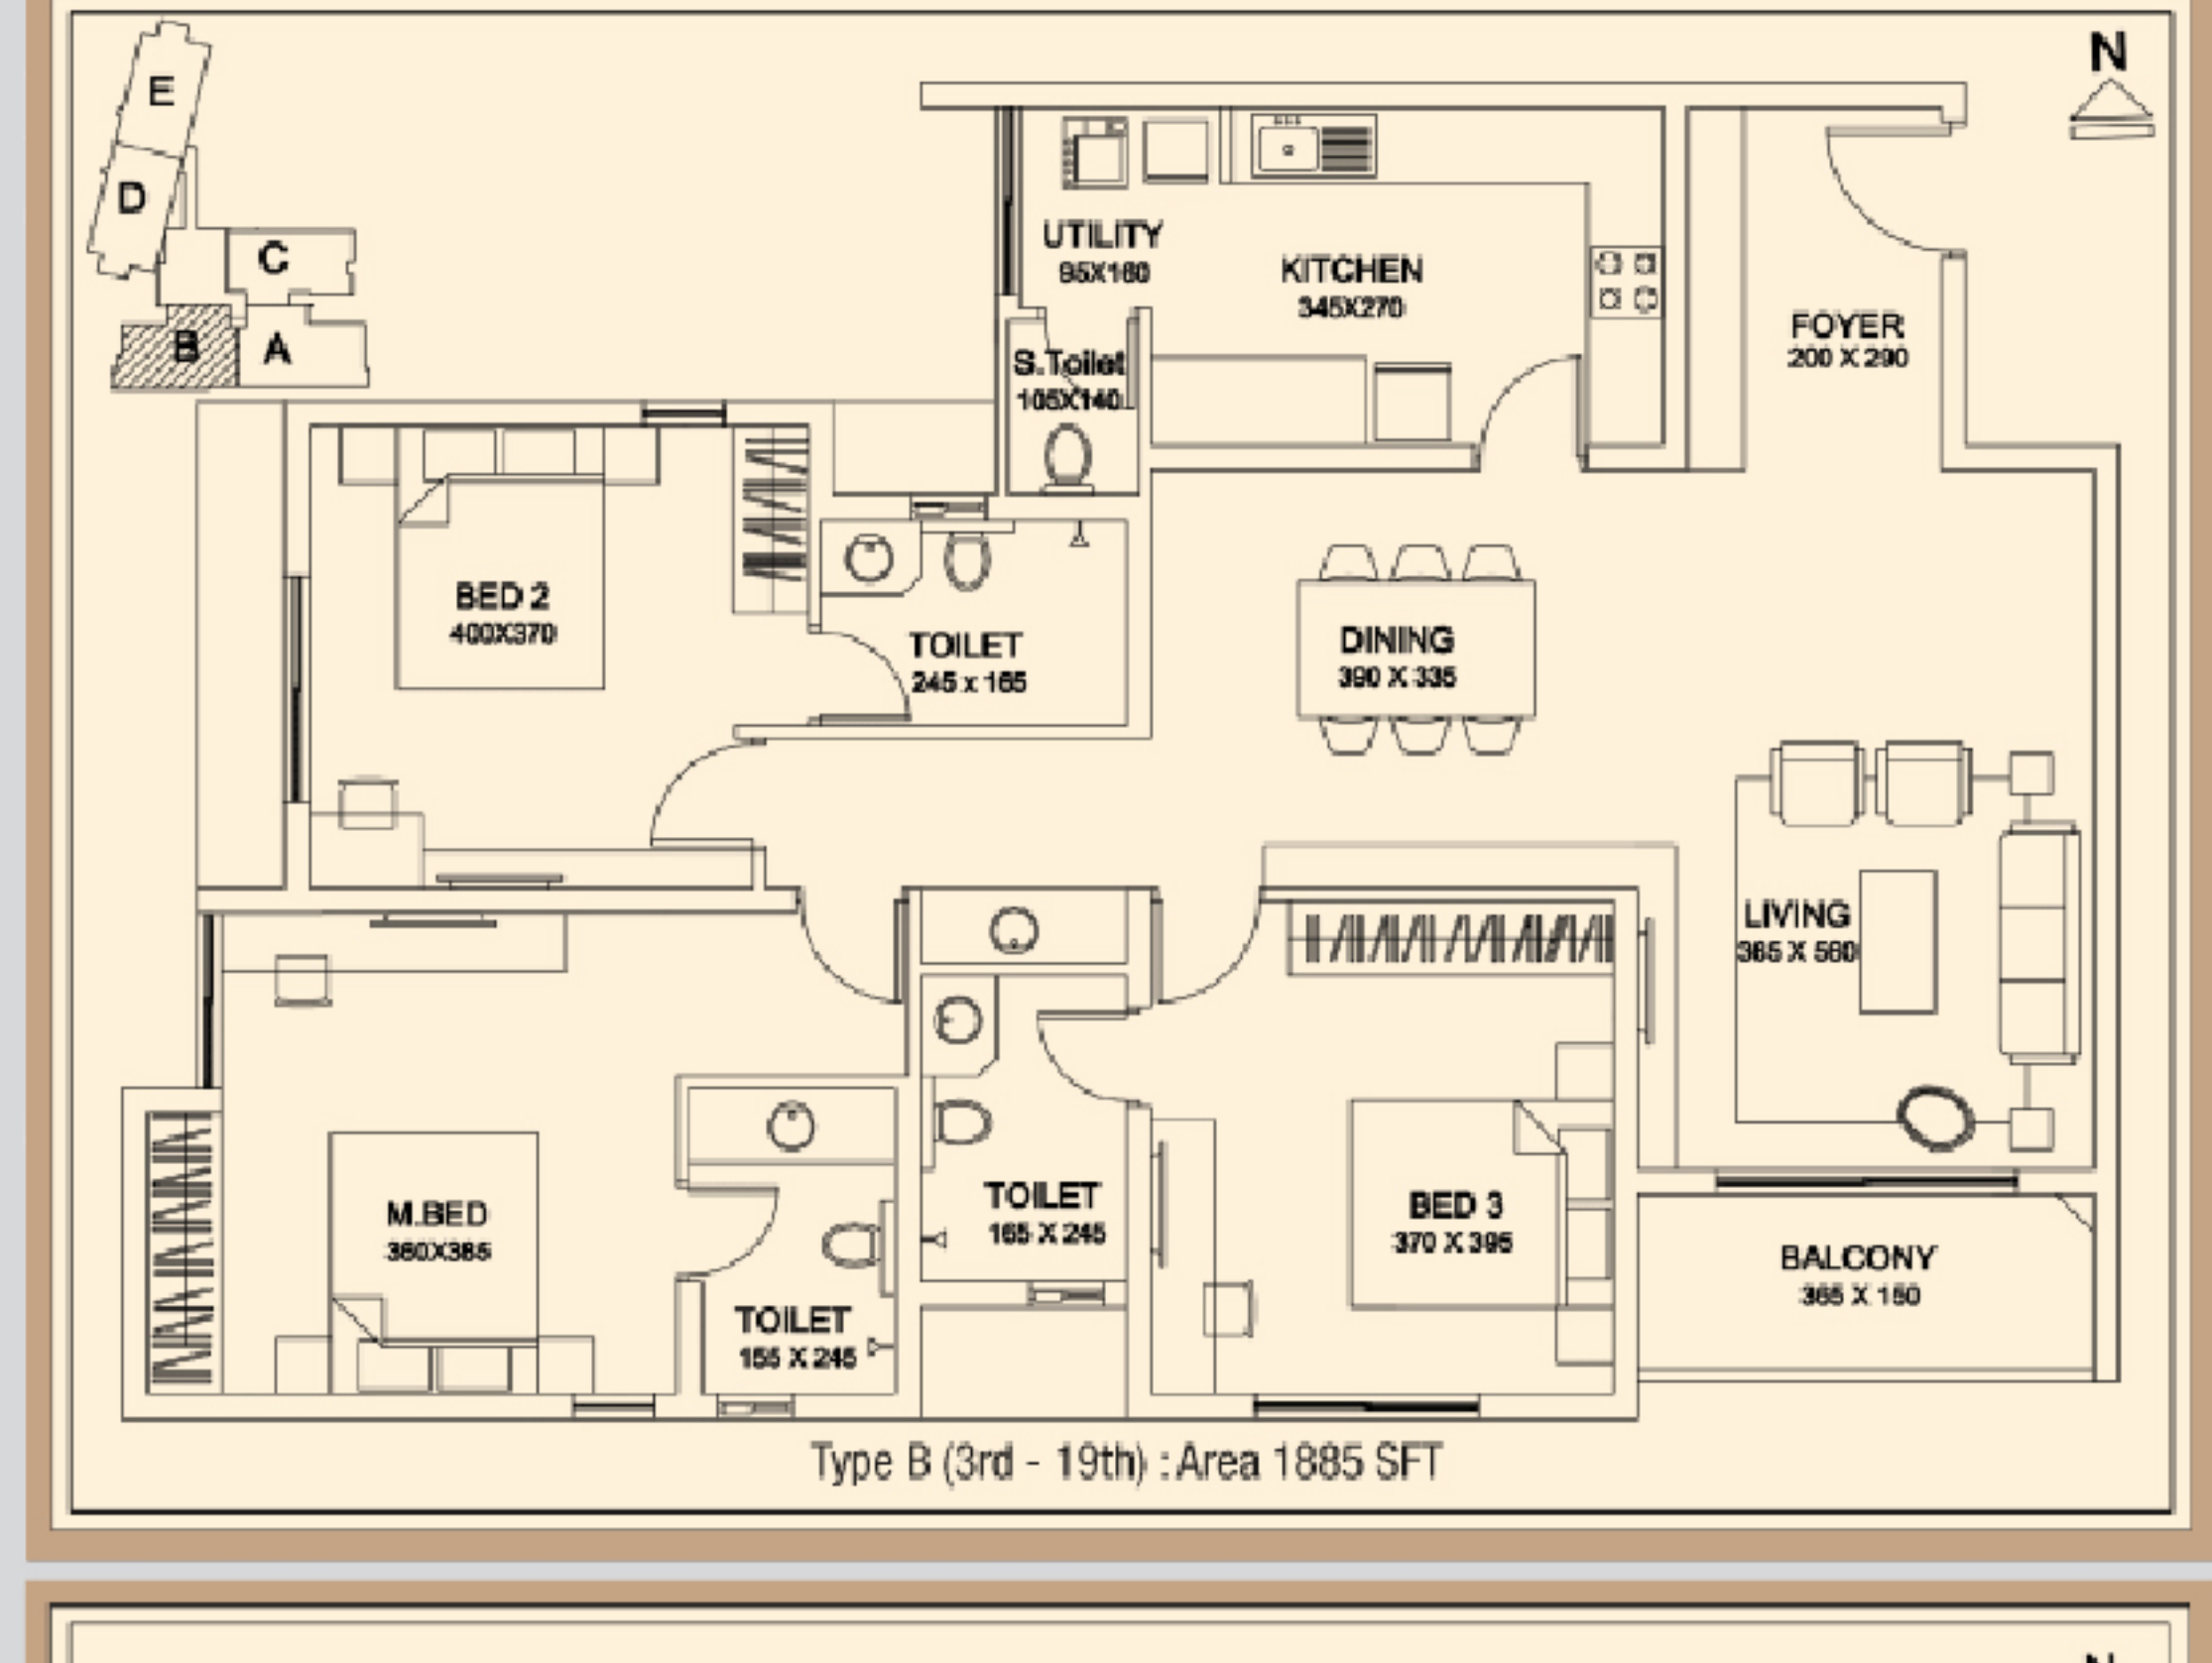 E
D
C
B
A
N
UTILITY
95X160
KITCHEN
345X270
S.Toilet
105X140
FOYER
200 X 290
BED 2
400X370
TOILET
245 x 165
DINING
390 X 335
LIVING
365 X 560
M.BED
TOILET
165 X 245
BED 3
370 X 395
BALCONY
365 X 150
TOILET
155 X 245
Type B (3rd - 19th) : Area 1885 SFT